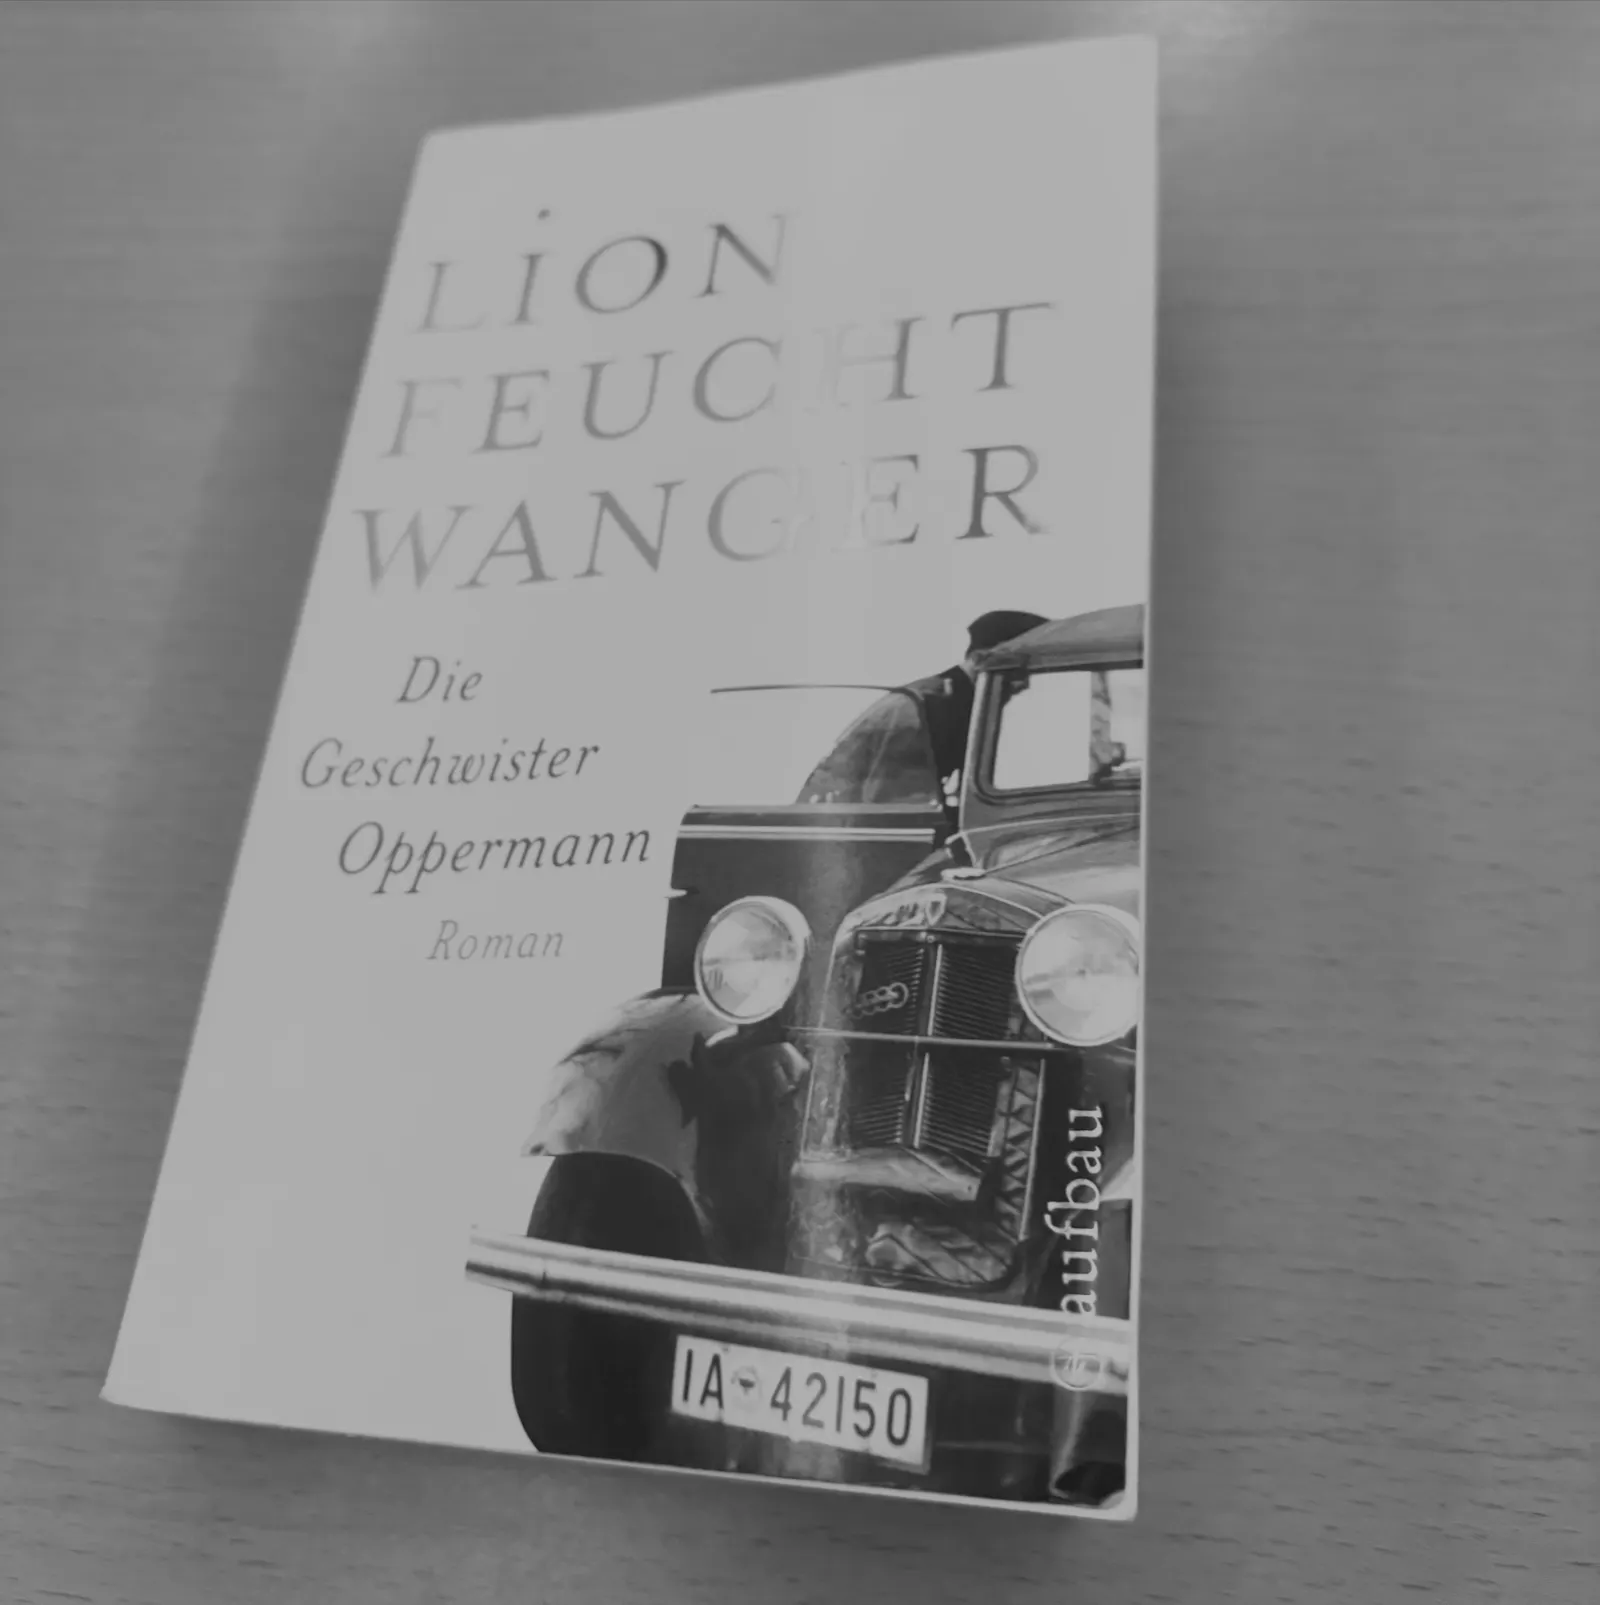 LiON
FEUCHT
WANGER
Die
Geschwister
Oppermann
Roman
aufbau
IA 42150